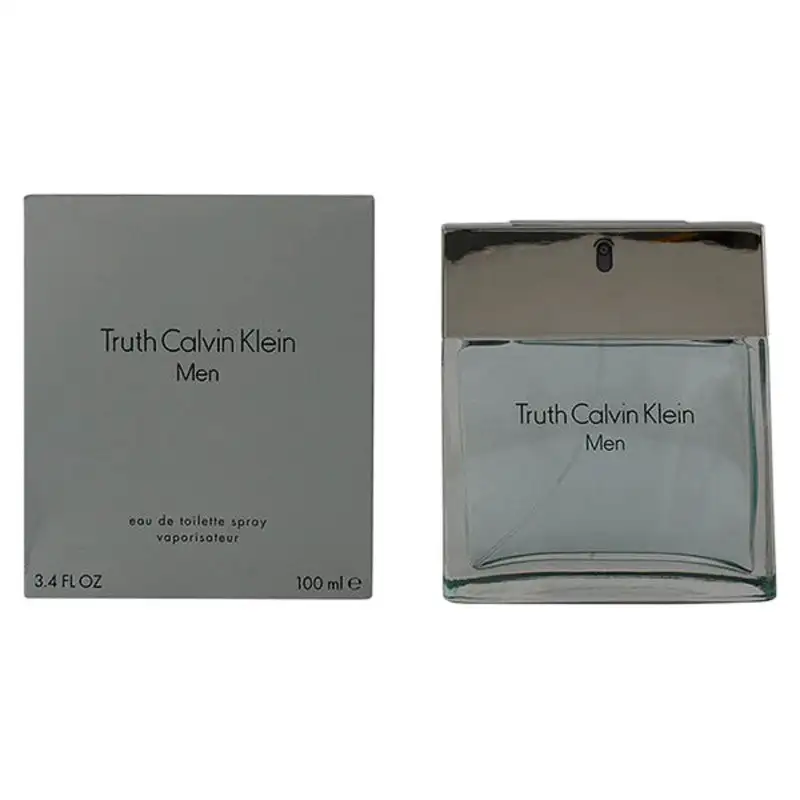 Truth Calvin Klein
Men
eau de toilette spray
vaporisateur
3.4 FL OZ 100 ml ℮
Truth Calvin Klein
Men